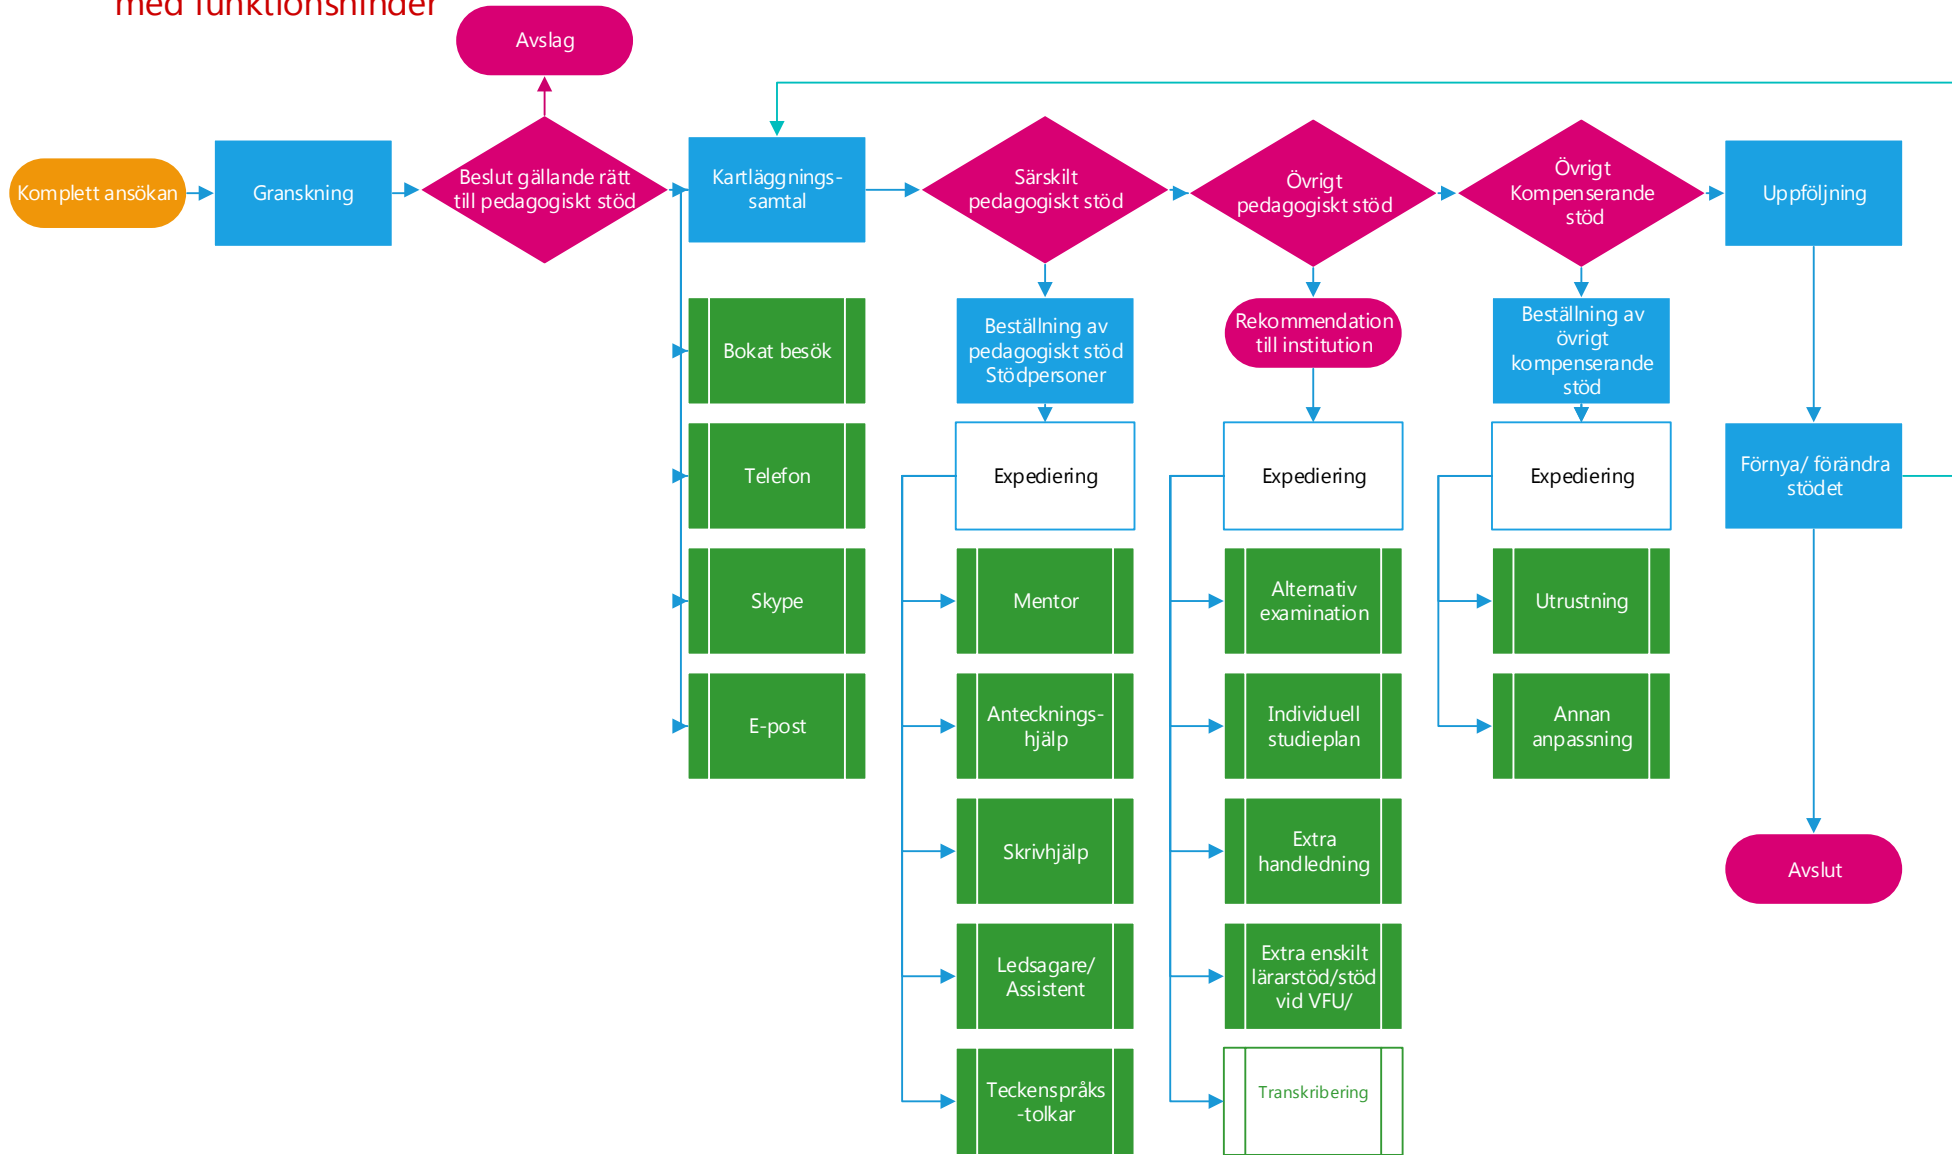 med funktionshinder
Avslag
Komplett ansökan
Granskning
Beslut gällande rätt
till pedagogiskt stöd
Kartläggnings-
samtal
Särskilt
pedagogiskt stöd
Övrigt
pedagogiskt stöd
Övrigt
Kompenserande
stöd
Uppföljning
Bokat besök
Telefon
Skype
E-post
Beställning av
pedagogiskt stöd
Stödpersoner
Expediering
Mentor
Antecknings-
hjälp
Skrivhjälp
Ledsagare/
Assistent
Teckenspråks
-tolkar
Rekommendation
till institution
Expediering
Alternativ
examination
Individuell
studieplan
Extra
handledning
Extra enskilt
lärarstöd/stöd
vid VFU/
Transkribering
Beställning av
övrigt
kompenserande
stöd
Expediering
Utrustning
Annan
anpassning
Förnya/ förändra
stödet
Avslut